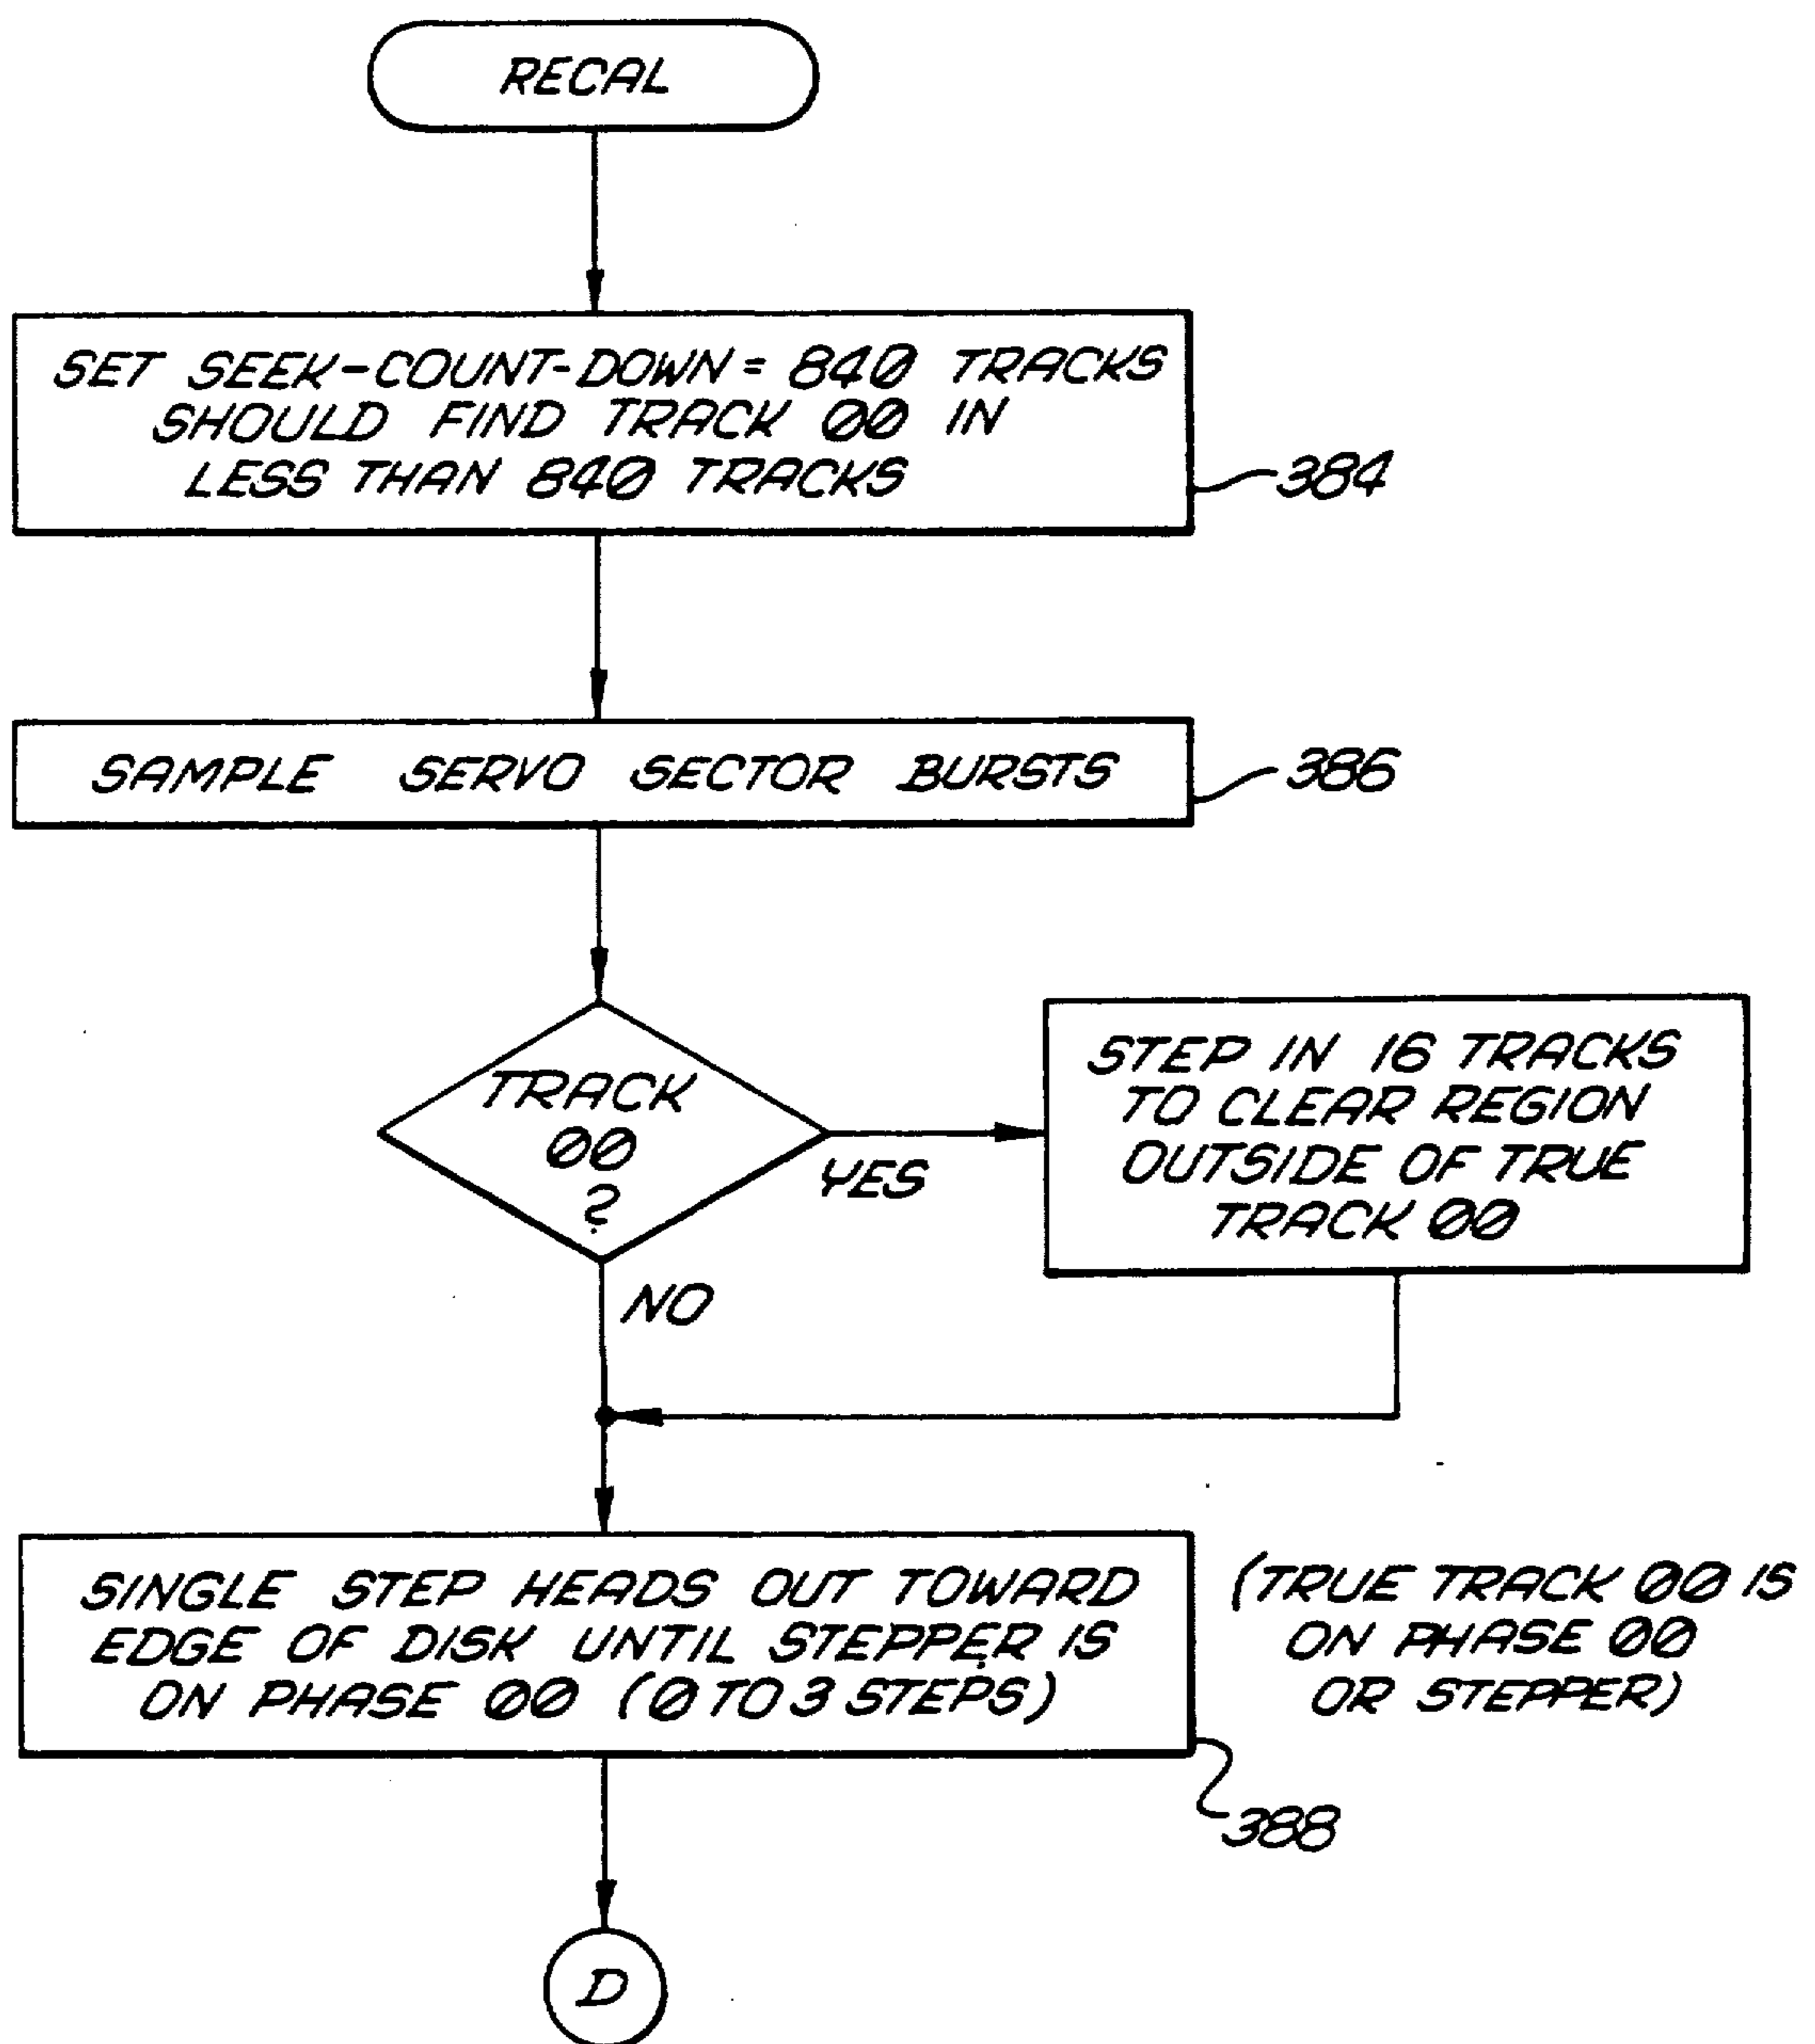 RECAL
SET SEEK-COUNT-DOWN = 840 TRACKS
SHOULD FIND TRACK 00 IN
LESS THAN 840 TRACKS
384
SAMPLE SERVO SECTOR BURSTS
386
TRACK
00
?
YES
NO
STEP IN 16 TRACKS
TO CLEAR REGION
OUTSIDE OF TRUE
TRACK 00
SINGLE STEP HEADS OUT TOWARD
EDGE OF DISK UNTIL STEPPER IS
ON PHASE 00 (0 TO 3 STEPS)
(TRUE TRACK 00 IS
ON PHASE 00
OR STEPPER)
388
D